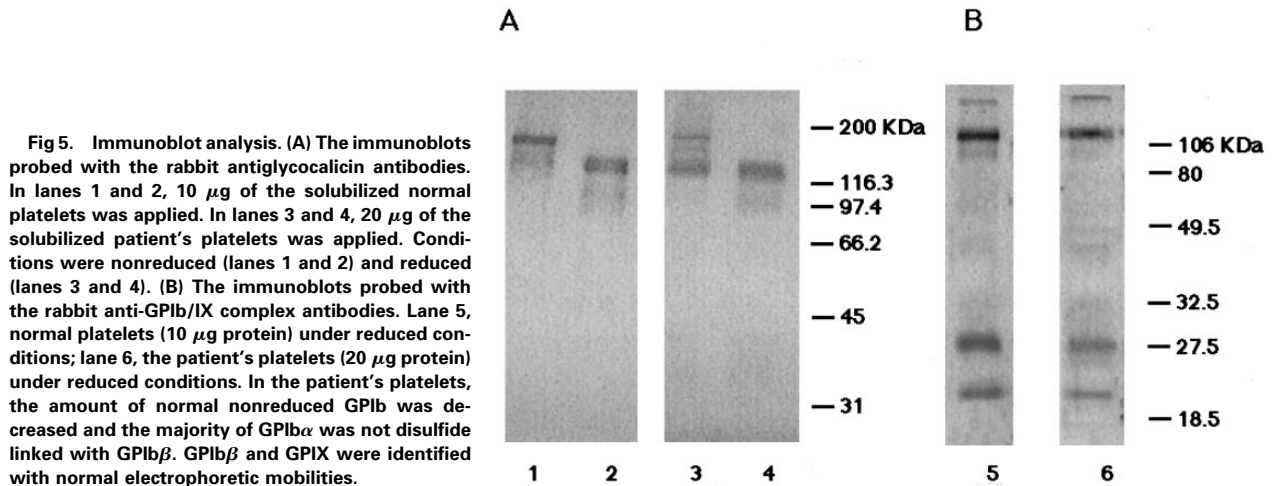 Fig 5. Immunoblot analysis. (A) The immunoblots
probed with the rabbit antiglycocalicin antibodies.
In lanes 1 and 2, 10 μg of the solubilized normal
platelets was applied. In lanes 3 and 4, 20 μg of the
solubilized patient's platelets was applied. Condi-
tions were nonreduced (lanes 1 and 2) and reduced
(lanes 3 and 4). (B) The immunoblots probed with
the rabbit anti-GPIb/IX complex antibodies. Lane 5,
normal platelets (10 μg protein) under reduced con-
ditions; lane 6, the patient's platelets (20 μg protein)
under reduced conditions. In the patient's platelets,
the amount of normal nonreduced GPIb was de-
creased and the majority of GPIbα was not disulfide
linked with GPIbβ. GPIbβ and GPIX were identified
with normal electrophoretic mobilities.
A
200 KDa
116.3
97.4
66.2
45
31
1 2 3 4
B
106 KDa
80
49.5
32.5
27.5
18.5
5 6